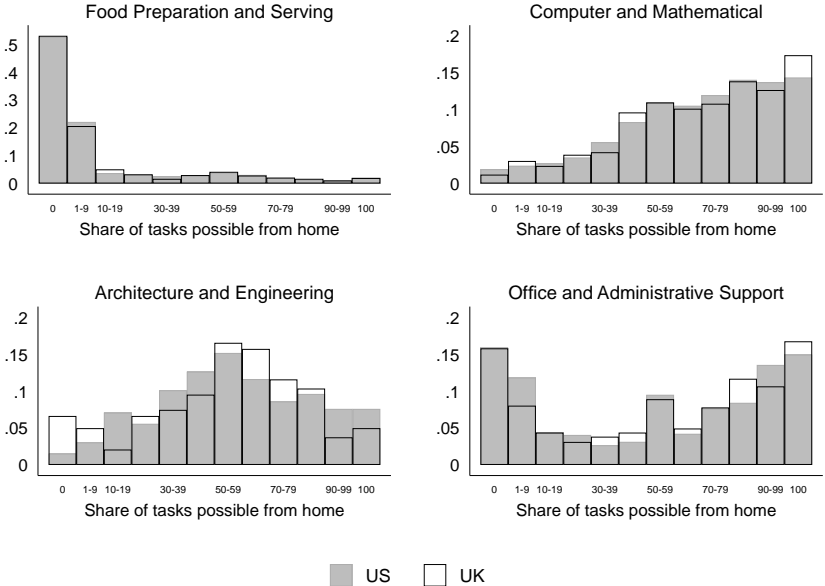 Food Preparation and Serving
.5
.4
.3
.2
.1
0
0 1-9 10-19 30-39 50-59 70-79 90-99 100
Share of tasks possible from home
Computer and Mathematical
.2
.15
.1
.05
0
0 1-9 10-19 30-39 50-59 70-79 90-99 100
Share of tasks possible from home
Architecture and Engineering
.2
.15
.1
.05
0
0 1-9 10-19 30-39 50-59 70-79 90-99 100
Share of tasks possible from home
Office and Administrative Support
.2
.15
.1
.05
0
0 1-9 10-19 30-39 50-59 70-79 90-99 100
Share of tasks possible from home
US UK